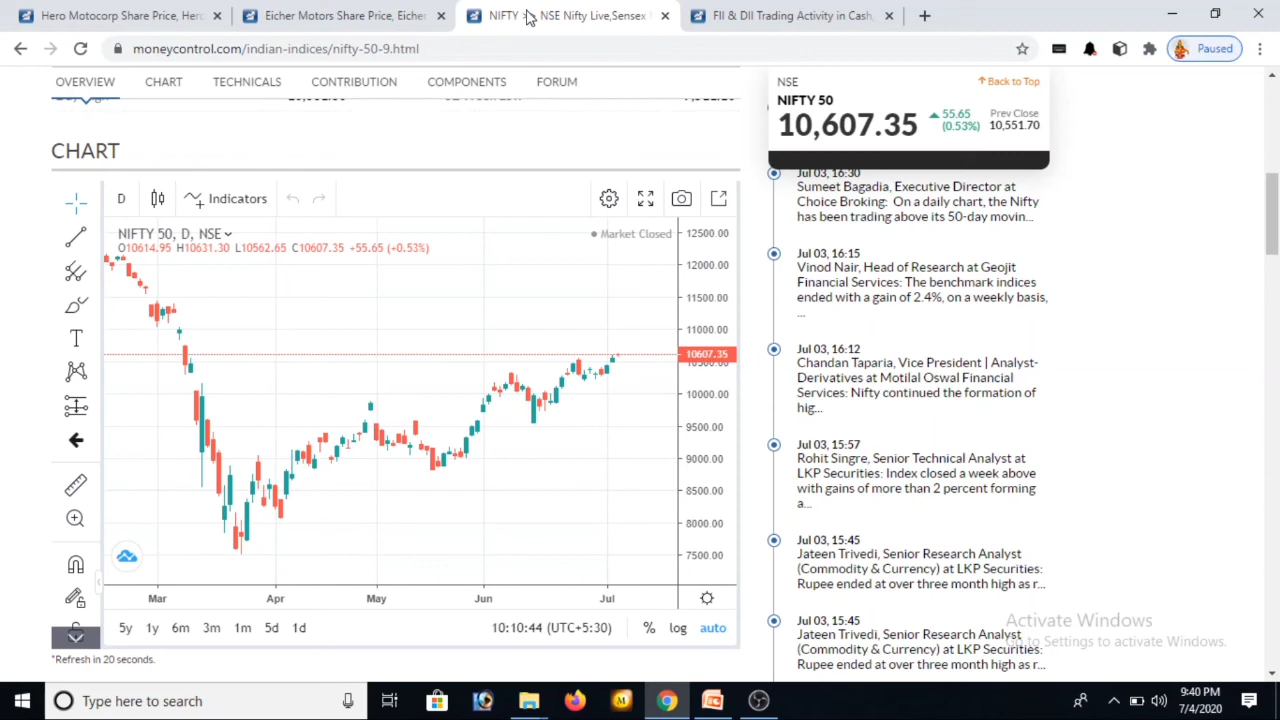 Hero Motocorp Share Price, Hero
Eicher Motors Share Price, Eicher
NIFTY NSE Nifty Live,Sensex
FII & DII Trading Activity in Cash,
moneycontrol.com/indian-indices/nifty-50-9.html
Paused
OVERVIEW CHART TECHNICALS CONTRIBUTION COMPONENTS FORUM
NSE
Back to Top
NIFTY 50
10,607.35
55.65
(0.53%)
Prev Close
10,551.70
CHART
D
Indicators
NIFTY 50, D, NSE
Market Closed
O10614.95 H10631.30 L10562.65 C10607.35 +55.65 (+0.53%)
12500.00
12000.00
11500.00
11000.00
10607.35
10500.00
10000.00
9500.00
9000.00
8500.00
8000.00
7500.00
Mar Apr May Jun Jul
5y 1y 6m 3m 1m 5d 1d
10:10:44 (UTC+5:30)
% log auto
*Refresh in 20 seconds.
Jul 03, 16:30
Sumeet Bagadia, Executive Director at
Choice Broking: On a daily chart, the Nifty
has been trading above its 50-day movin...
Jul 03, 16:15
Vinod Nair, Head of Research at Geojit
Financial Services: The benchmark indices
ended with a gain of 2.4%, on a weekly basis,
...
Jul 03, 16:12
Chandan Taparia, Vice President | Analyst-
Derivatives at Motilal Oswal Financial
Services: Nifty continued the formation of
hig...
Jul 03, 15:57
Rohit Singre, Senior Technical Analyst at
LKP Securities: Index closed a week above
with gains of more than 2 percent forming
a...
Jul 03, 15:45
Jateen Trivedi, Senior Research Analyst
(Commodity & Currency) at LKP Securities:
Rupee ended at over three month high as r...
Jul 03, 15:45
Jateen Trivedi, Senior Research Analyst
(Commodity & Currency) at LKP Securities:
Rupee ended at over three month high as r...
Activate Windows
Go to Settings to activate Windows.
Type here to search
9:40 PM
7/4/2020